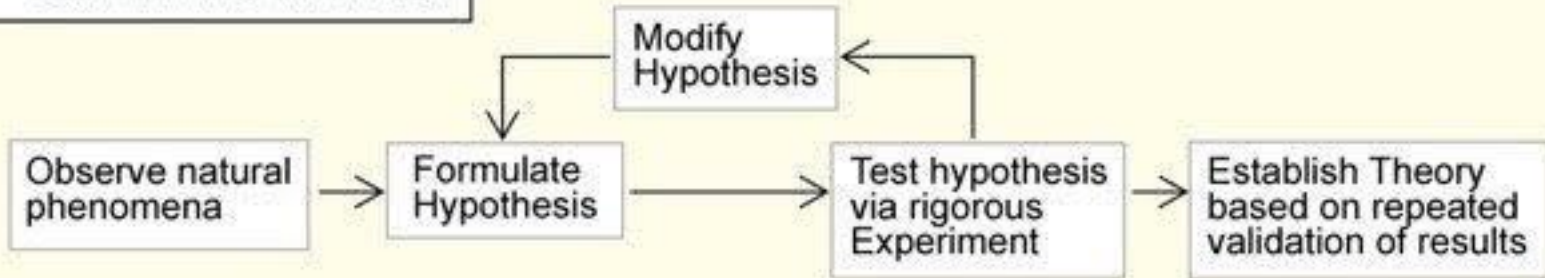 Modify
Hypothesis
Observe natural
phenomena
Formulate
Hypothesis
Test hypothesis
via rigorous
Experiment
Establish Theory
based on repeated
validation of results